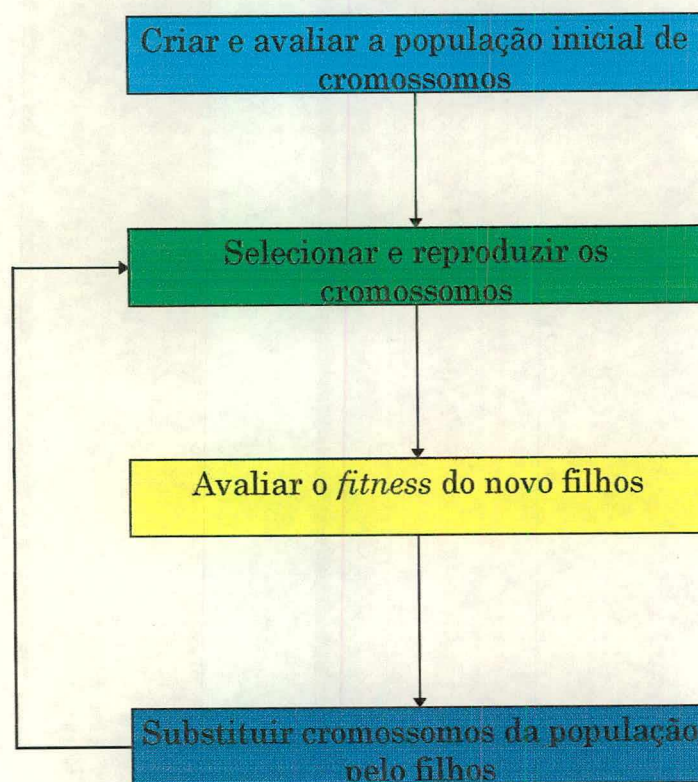 Criar e avaliar a população inicial de
cromossomos
Selecionar e reproduzir os
cromossomos
Avaliar o fitness do novo filhos
Substituir cromossomos da população
pelo filhos